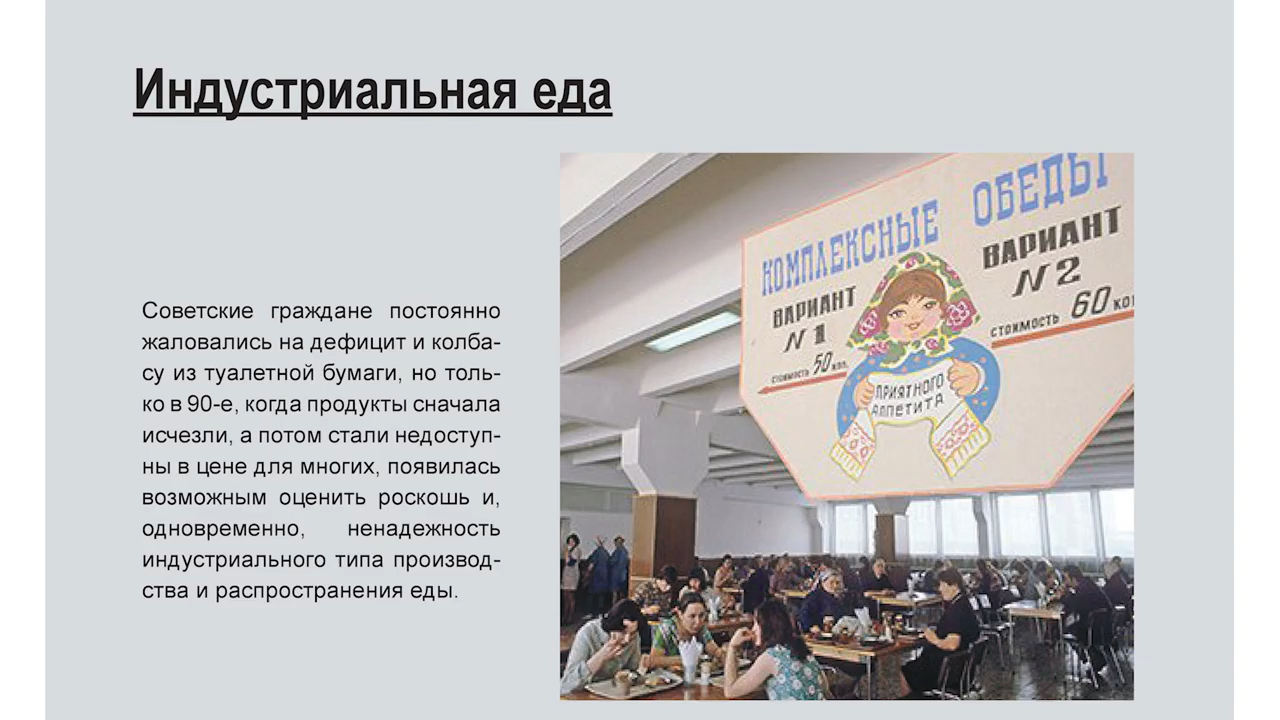 Индустриальная еда
Советские граждане постоянно
жаловались на дефицит и колба-
су из туалетной бумаги, но толь-
ко в 90-е, когда продукты сначала
исчезли, а потом стали недоступ-
ны в цене для многих, появилась
возможным оценить роскошь и,
одновременно, ненадежность
индустриального типа производ-
ства и распространения еды.
КОМПЛЕКСНЫЕ ОБЕДЫ
ВАРИАНТ
N 1
стоимость 50 коп.
ВАРИАНТ
N 2
стоимость 60 коп
ПРИЯТНОГО
АППЕТИТА